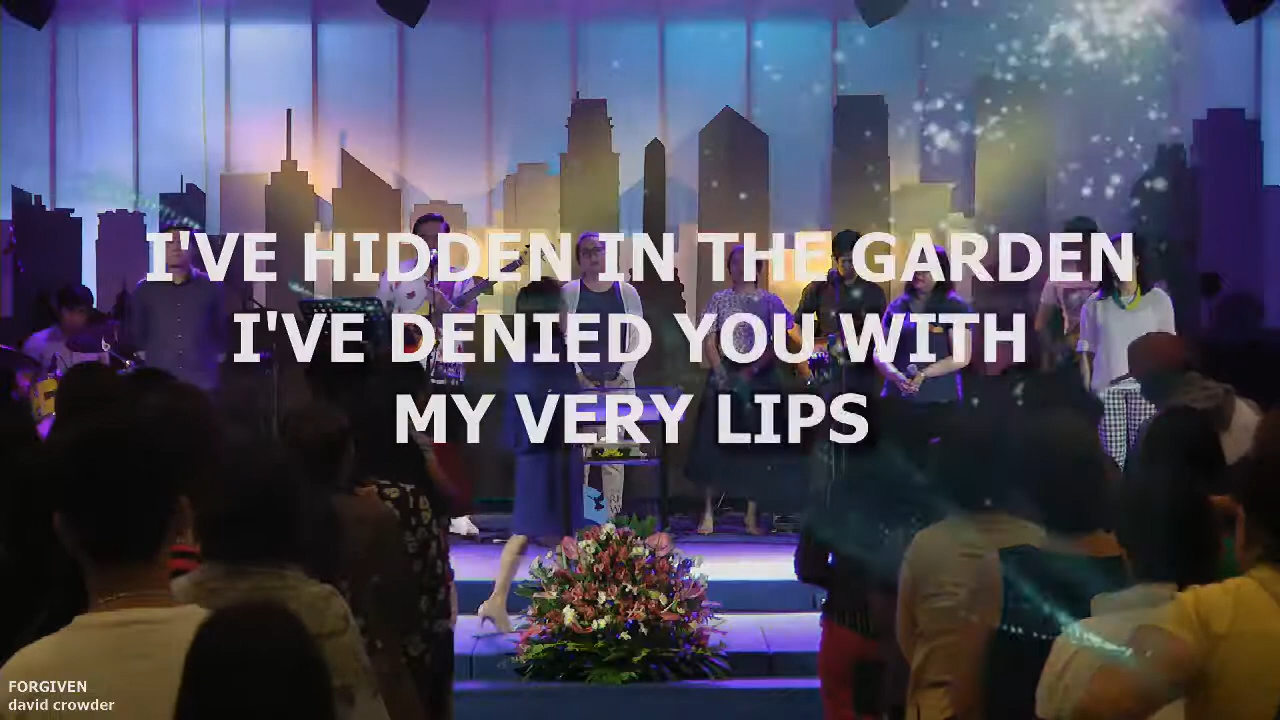 I'VE HIDDEN IN THE GARDEN
I'VE DENIED YOU WITH
MY VERY LIPS
FORGIVEN
david crowder